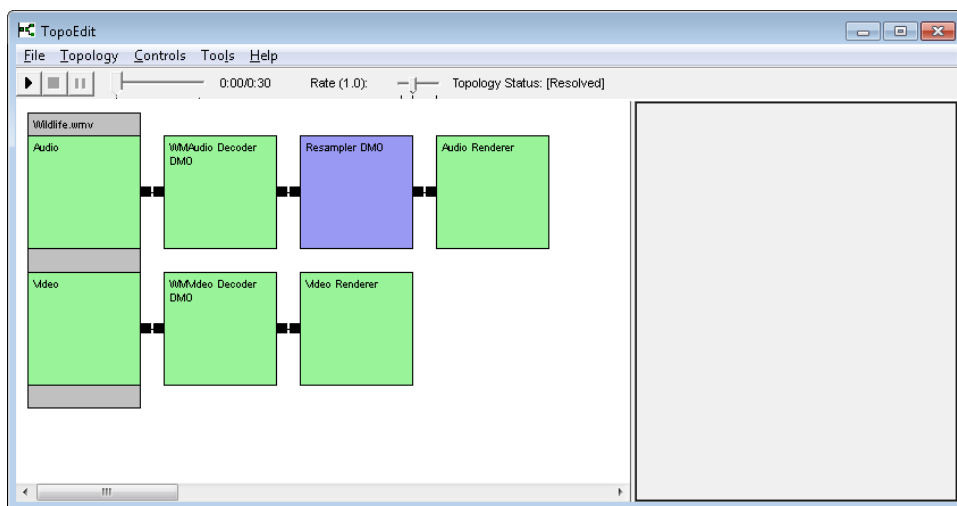 TopoEdit
File Topology Controls Tools Help
0:00/0:30 Rate (1.0): Topology Status: [Resolved]
Wildlife.wmv
Audio
WMAudio Decoder
DMO
Resampler DMO
Audio Renderer
Video
WMVideo Decoder
DMO
Video Renderer